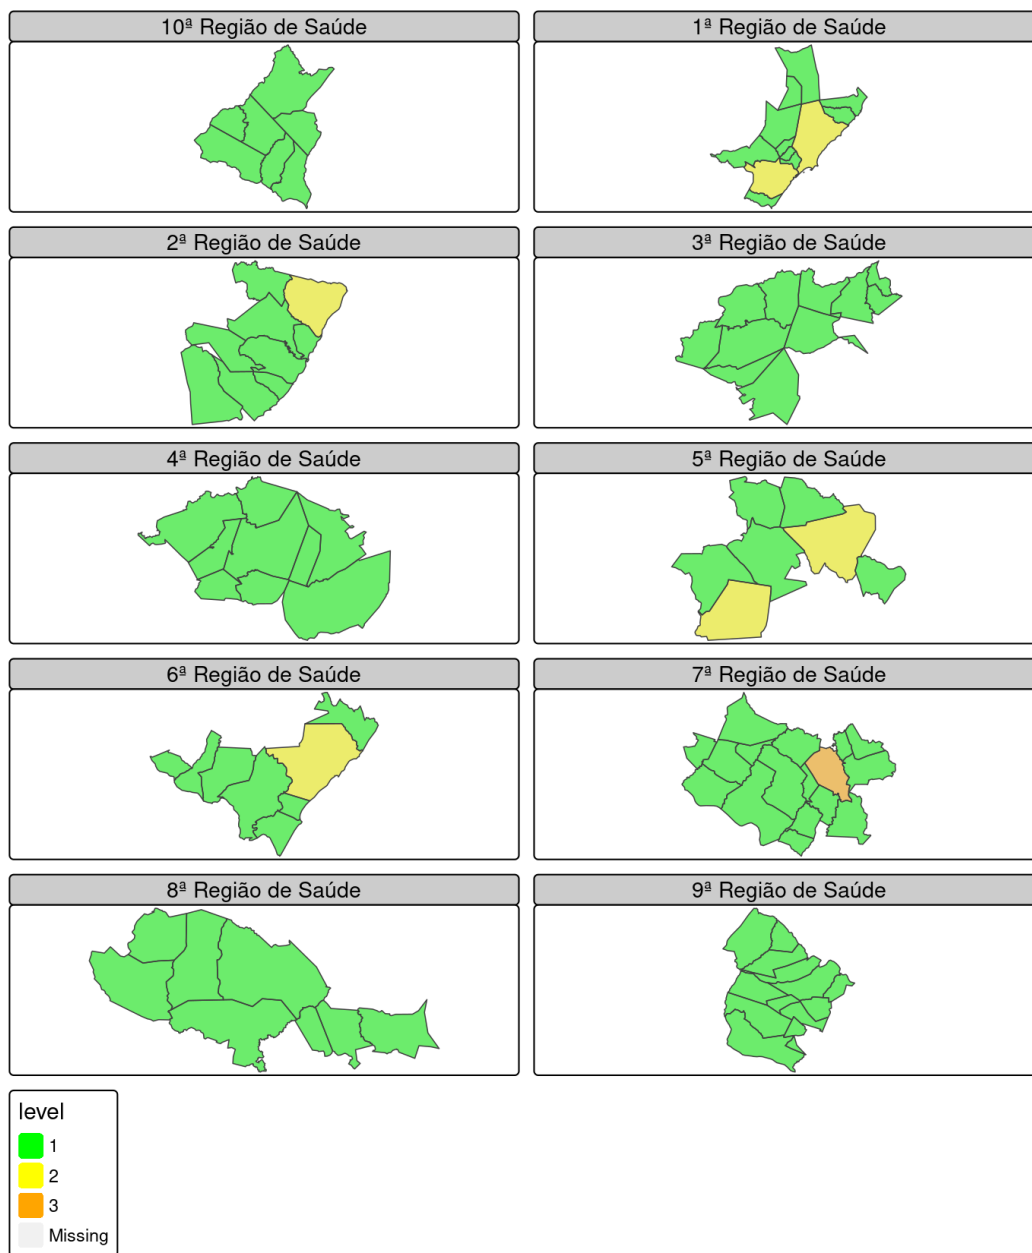 10ª Região de Saúde
1ª Região de Saúde
2ª Região de Saúde
3ª Região de Saúde
4ª Região de Saúde
5ª Região de Saúde
6ª Região de Saúde
7ª Região de Saúde
8ª Região de Saúde
9ª Região de Saúde
level
1
2
3
Missing